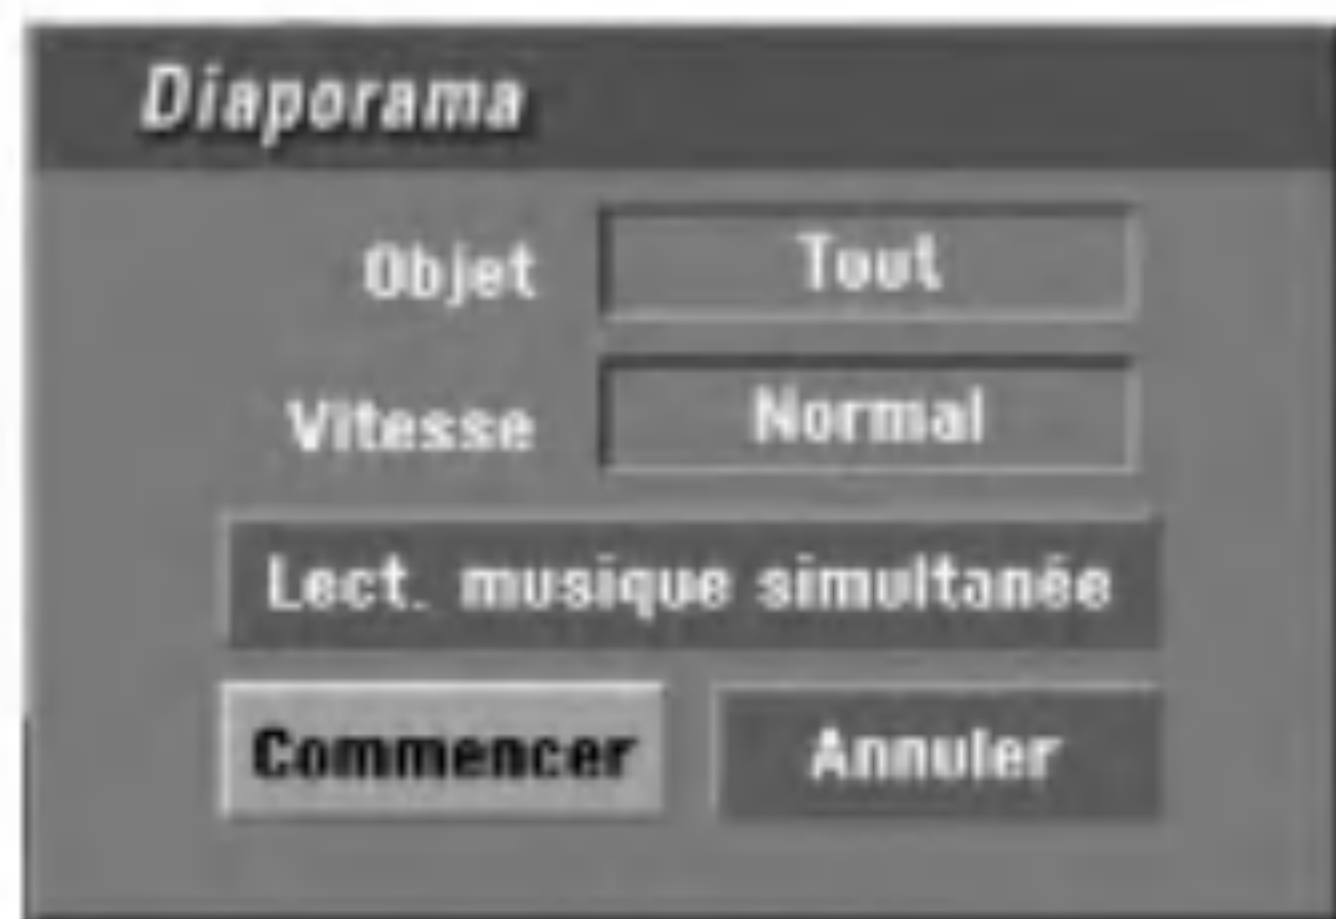 Diaporama
Objet Tout
Vitesse Normal
Lect. musique simultanée
Commencer Annuler